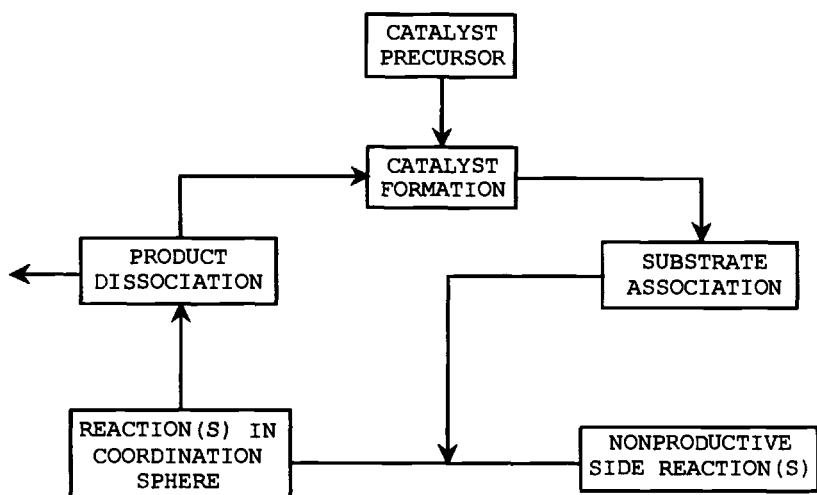 CATALYST
PRECURSOR
CATALYST
FORMATION
PRODUCT
DISSOCIATION
SUBSTRATE
ASSOCIATION
REACTION(S) IN
COORDINATION
SPHERE
NONPRODUCTIVE
SIDE REACTION(S)